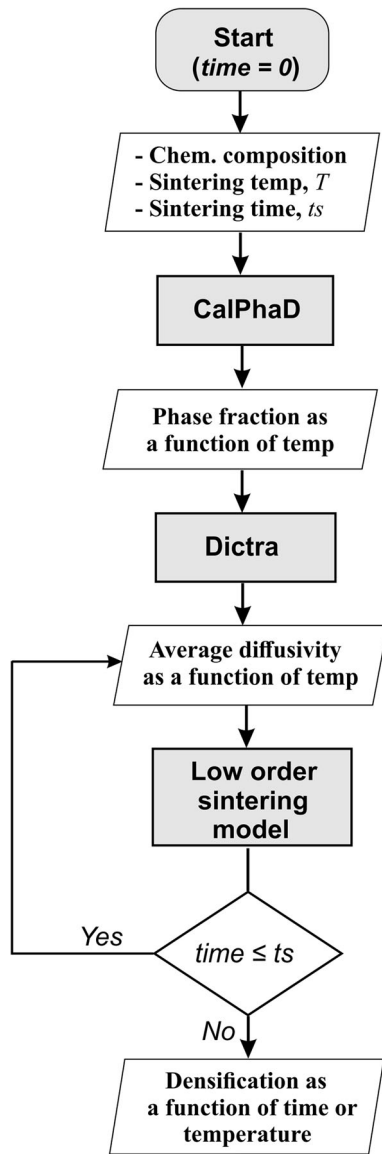 Start
(time = 0)
- Chem. composition
- Sintering temp, T
- Sintering time, ts
CalPhaD
Phase fraction as
a function of temp
Dictra
Average diffusivity
as a function of temp
Low order
sintering
model
Yes
time ≤ ts
No
Densification as
a function of time or
temperature